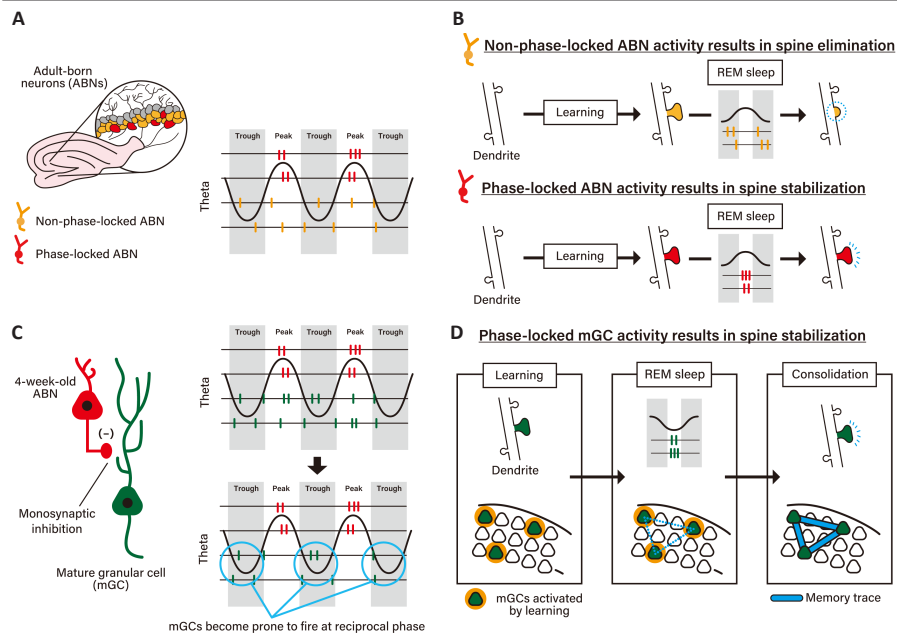 A
Adult-born
neurons (ABNs)
Non-phase-locked ABN
Phase-locked ABN
Trough Peak Trough Peak Trough
Theta
B
Non-phase-locked ABN activity results in spine elimination
REM sleep
Learning
Dendrite
Phase-locked ABN activity results in spine stabilization
REM sleep
Learning
Dendrite
C
4-week-old
ABN
(–)
Monosynaptic
inhibition
Mature granular cell
(mGC)
Trough Peak Trough Peak Trough
Theta
Trough Peak Trough Peak Trough
Theta
mGCs become prone to fire at reciprocal phase
D
Phase-locked mGC activity results in spine stabilization
Learning
REM sleep
Consolidation
Dendrite
mGCs activated
by learning
Memory trace